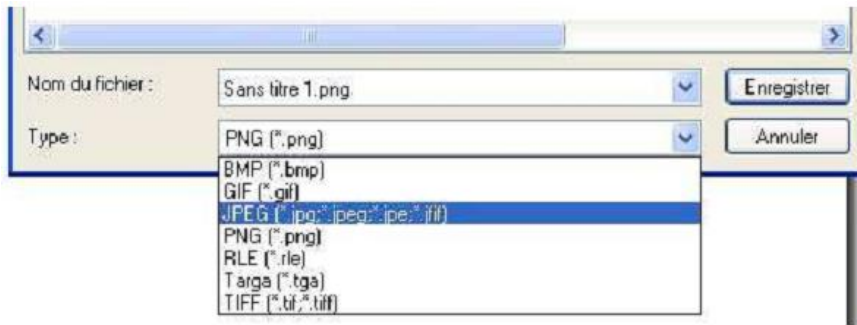 Nom du fichier :
Sans titre 1.png
Enregistrer
Type :
PNG (*.png)
Annuler
BMP (*.bmp)
GIF (*.gif)
JPEG (*.jpg;*.jpeg;*.jpe;*.jfif)
PNG (*.png)
RLE (*.rle)
Targa (*.tga)
TIFF (*.tif;*.tiff)